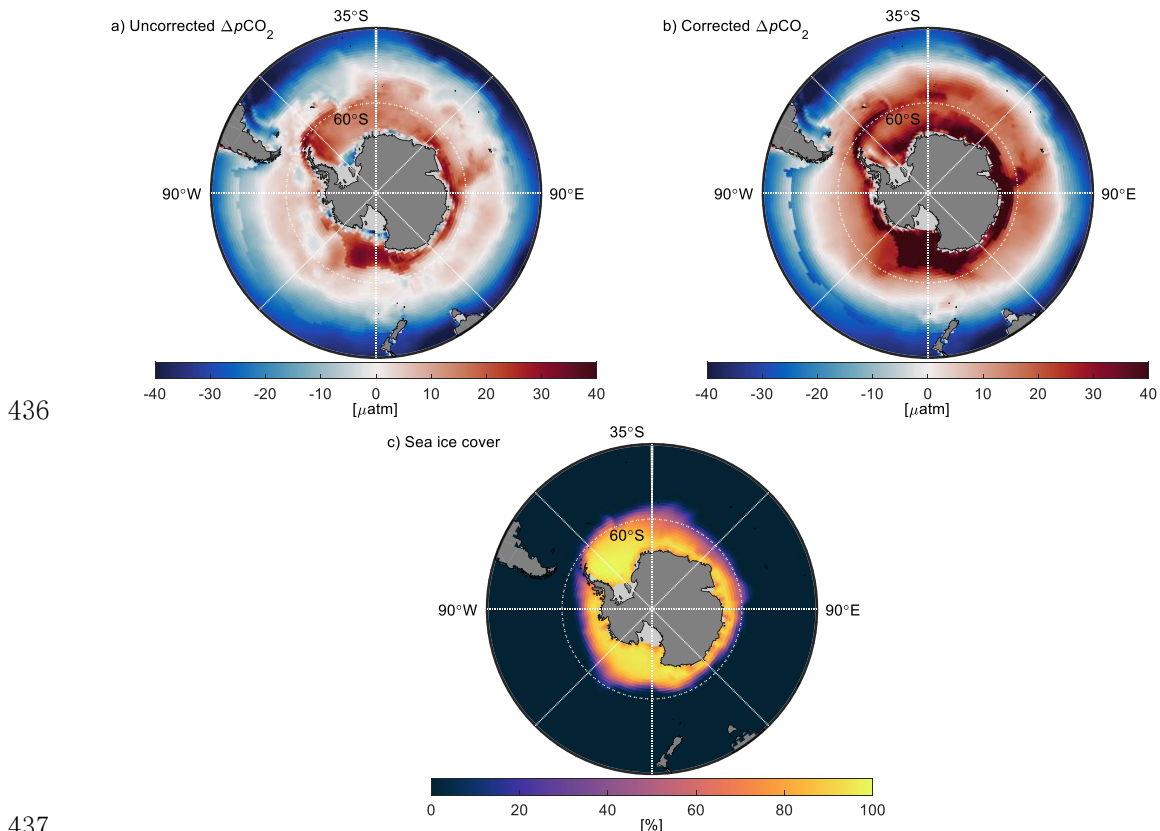 a) Uncorrected ΔpCO2
35°S
60°S
90°W
90°E
-40 -30 -20 -10 0 10 20 30 40
[μatm]
b) Corrected ΔpCO2
35°S
60°S
90°W
90°E
-40 -30 -20 -10 0 10 20 30 40
[μatm]
436
c) Sea ice cover
35°S
60°S
90°W
90°E
0 20 40 60 80 100
[%]
437